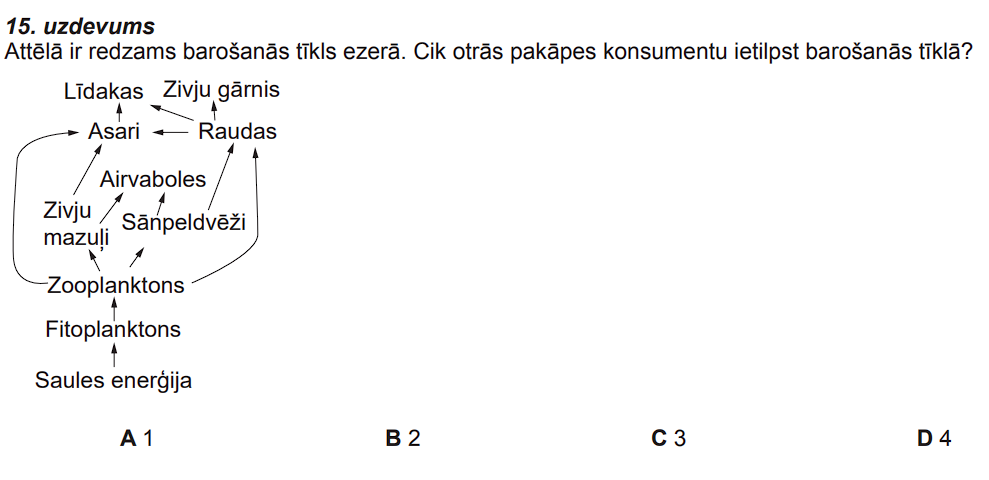 15. uzdevums
Attēlā ir redzams barošanās tīkls ezerā. Cik otrās pakāpes konsumentu ietilpst barošanās tīklā?
Līdakas Zivju gārnis
Asari Raudas
Airvaboles
Zivju
mazuļi
Sānpeldvēži
Zooplanktons
Fitoplanktons
Saules enerģija
A 1 B 2 C 3 D 4